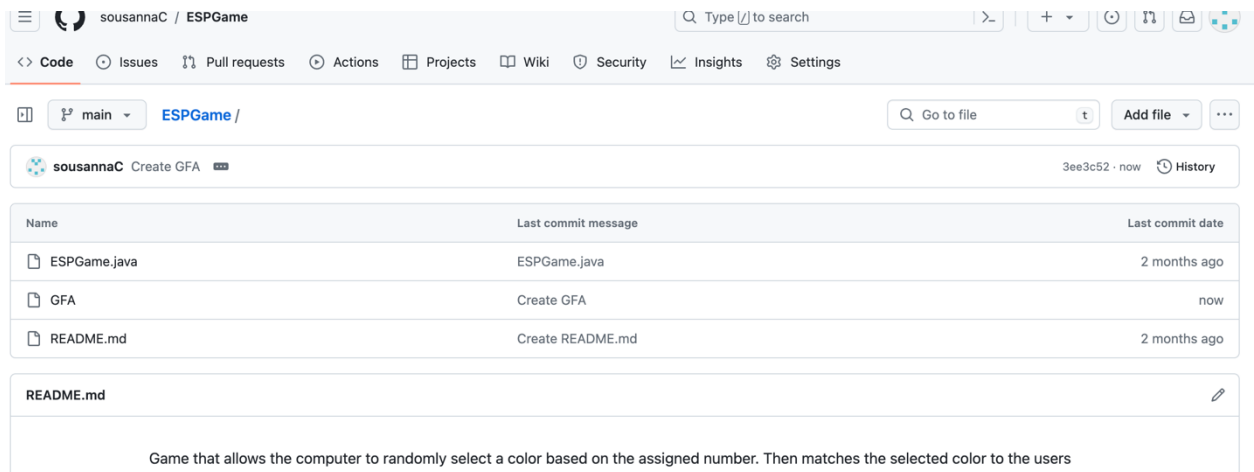 sousannaC / ESPGame Type / to search
Code Issues Pull requests Actions Projects Wiki Security Insights Settings
main ESPGame / Go to file t Add file
sousannaC Create GFA 3ee3c52 · now History
Name Last commit message Last commit date
ESPGame.java ESPGame.java 2 months ago
GFA Create GFA now
README.md Create README.md 2 months ago
README.md
Game that allows the computer to randomly select a color based on the assigned number. Then matches the selected color to the users